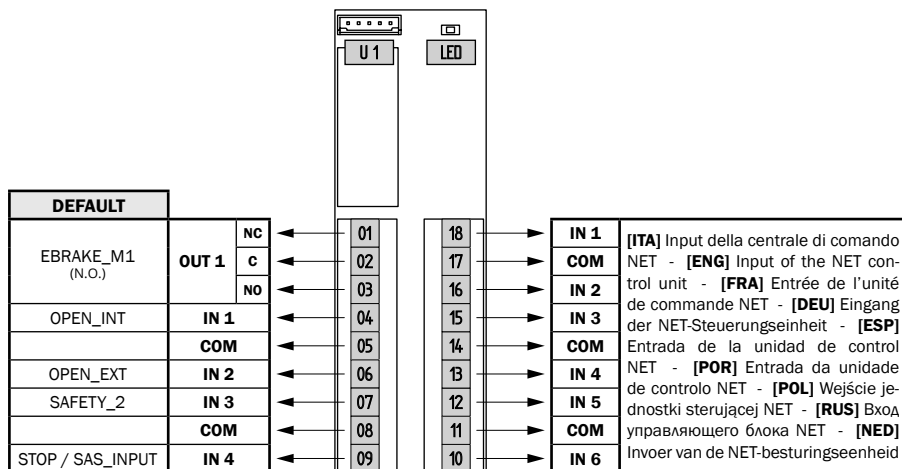 U 1 LED
DEFAULT
EBRAKE_M1 (N.O.) OUT 1
NC 01 18 IN 1
C 02 17 COM
NO 03 16 IN 2
OPEN_INT IN 1 04 15 IN 3
COM 05 14 COM
OPEN_EXT IN 2 06 13 IN 4
SAFETY_2 IN 3 07 12 IN 5
COM 08 11 COM
STOP / SAS_INPUT IN 4 09 10 IN 6
[ITA] Input della centrale di comando
NET - [ENG] Input of the NET con-
trol unit - [FRA] Entrée de l'unité
de commande NET - [DEU] Eingang
der NET-Steuerungseinheit - [ESP]
Entrada de la unidad de control
NET - [POR] Entrada da unidade
de controlo NET - [POL] Wejście je-
dnostki sterującej NET - [RUS] Вход
управляющего блока NET - [NED]
Invoer van de NET-besturingseenheid